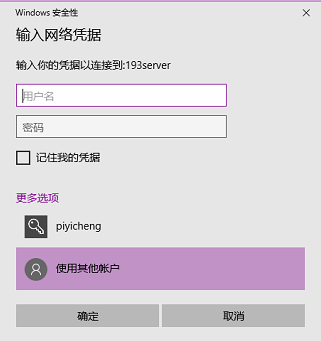 Windows 安全性
输入网络凭据
输入你的凭据以连接到:193server
用户名
密码
记住我的凭据
更多选项
piyicheng
使用其他帐户
确定
取消